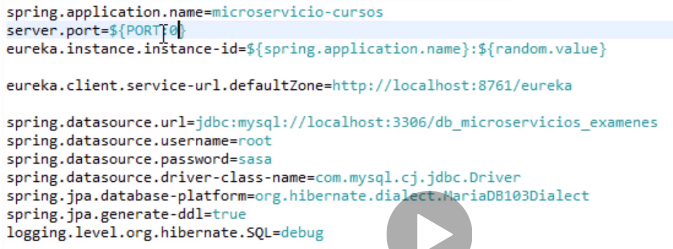 spring.application.name=microservicio-cursos
server.port=${PORT:0}
eureka.instance.instance-id=${spring.application.name}:${random.value}
eureka.client.service-url.defaultZone=http://localhost:8761/eureka
spring.datasource.url=jdbc:mysql://localhost:3306/db_microservicios_examenes
spring.datasource.username=root
spring.datasource.password=sasa
spring.datasource.driver-class-name=com.mysql.cj.jdbc.Driver
spring.jpa.database-platform=org.hibernate.dialect.MariaDB103Dialect
spring.jpa.generate-ddl=true
logging.level.org.hibernate.SQL=debug